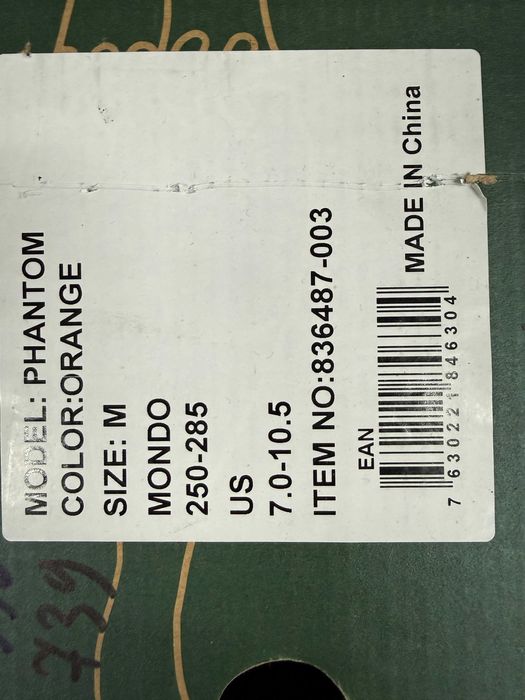 MODEL: PHANTOM
COLOR:ORANGE
SIZE: M
MONDO
250-285
US
7.0-10.5
ITEM NO:836487-003
EAN
MADE IN China
7 630221 846304
739